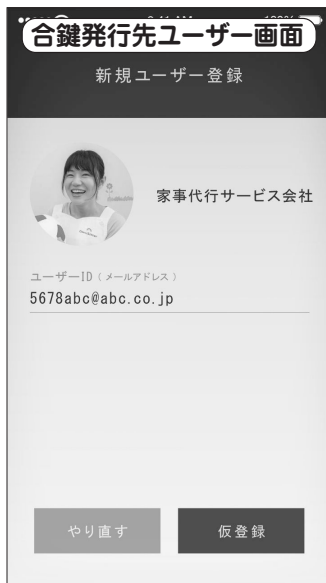 合鍵発行先ユーザー画面
新規ユーザー登録
家事代行サービス会社
ユーザーID（メールアドレス）
5678abc@abc.co.jp
やり直す
仮登録